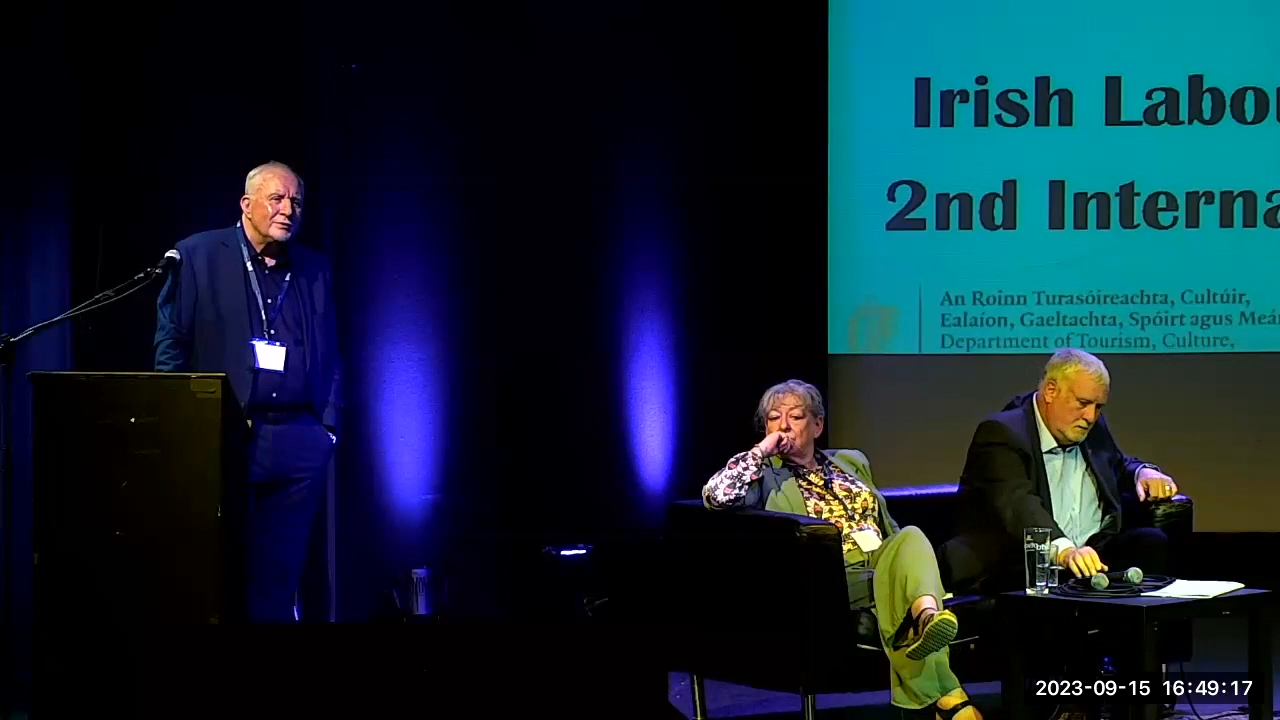 Irish Labo
2nd Interna
An Roinn Turasóireachta, Cultúir,
Ealaíon, Gaeltachta, Spóirt agus Meá
Department of Tourism, Culture,
2023-09-15 16:49:17